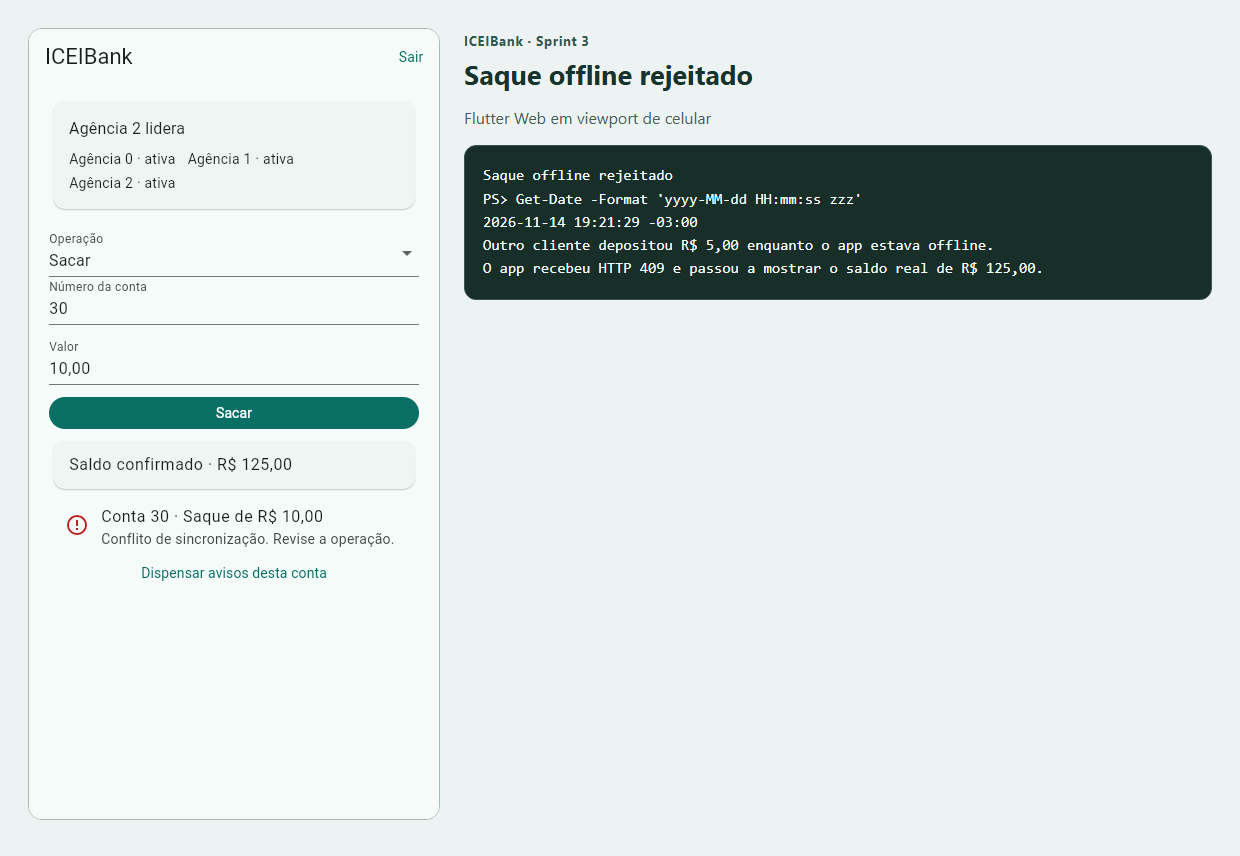 ICEIBank
Sair
Agência 2 lidera
Agência 0 · ativa Agência 1 · ativa
Agência 2 · ativa
Operação
Sacar
Número da conta
30
Valor
10,00
Sacar
Saldo confirmado · R$ 125,00
Conta 30 · Saque de R$ 10,00
Conflito de sincronização. Revise a operação.
Dispensar avisos desta conta
ICEIBank · Sprint 3
Saque offline rejeitado
Flutter Web em viewport de celular
Saque offline rejeitado
PS> Get-Date -Format 'yyyy-MM-dd HH:mm:ss zzz'
2026-11-14 19:21:29 -03:00
Outro cliente depositou R$ 5,00 enquanto o app estava offline.
O app recebeu HTTP 409 e passou a mostrar o saldo real de R$ 125,00.